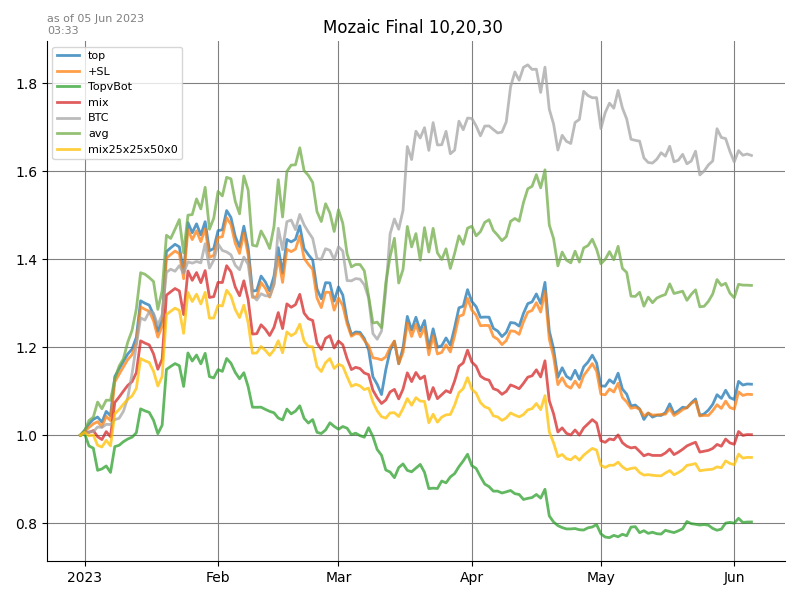 as of 05 Jun 2023
03:33
Mozaic Final 10,20,30
top
+SL
TopvBot
mix
BTC
avg
mix25x25x50x0
1.8
1.6
1.4
1.2
1.0
0.8
2023
Feb
Mar
Apr
May
Jun